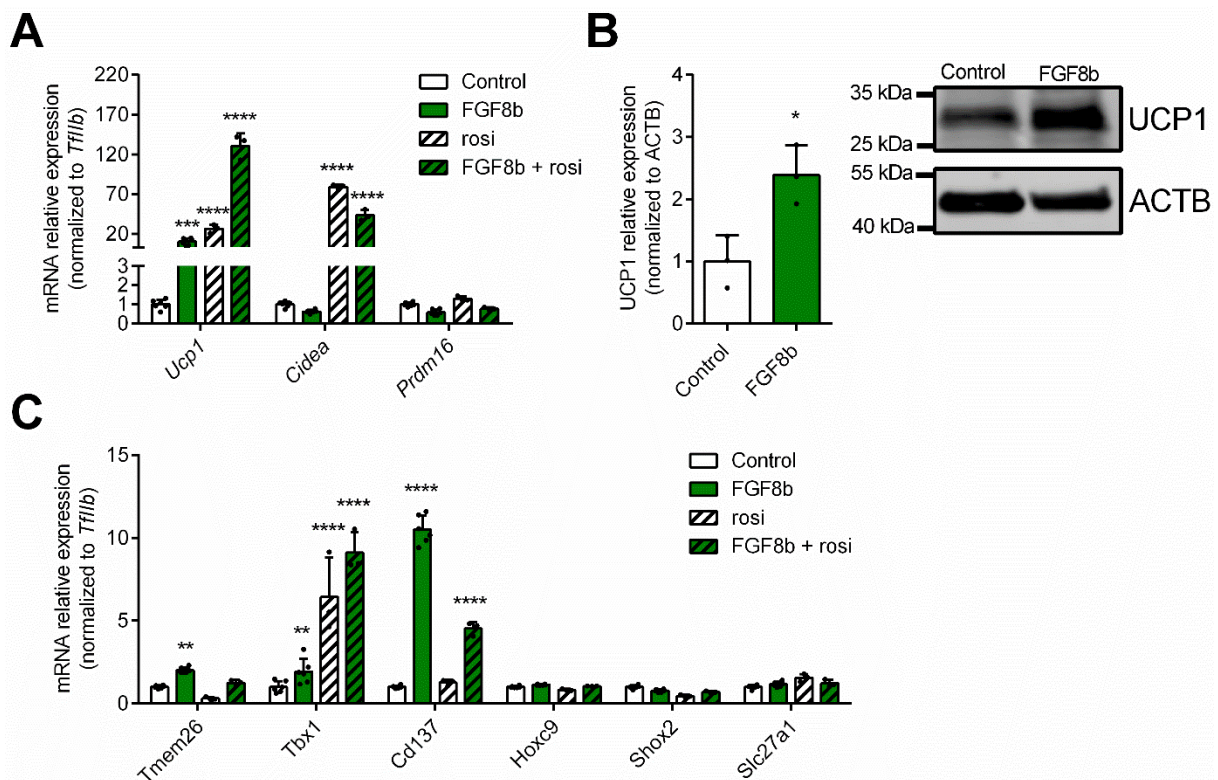 A
mRNA relative expression
(normalized to TfIIb)
220
170
120
70
20
3
2
1
0
***
****
****
****
****
Control
FGF8b
rosi
FGF8b + rosi
Ucp1
Cidea
Prdm16
B
UCP1 relative expression
(normalized to ACTB)
4
3
2
1
0
*
Control
FGF8b
Control
FGF8b
35 kDa
25 kDa
UCP1
55 kDa
40 kDa
ACTB
C
mRNA relative expression
(normalized to TfIIb)
15
10
5
0
**
**
****
****
****
****
Control
FGF8b
rosi
FGF8b + rosi
Tmem26
Tbx1
Cd137
Hoxc9
Shox2
Slc27a1